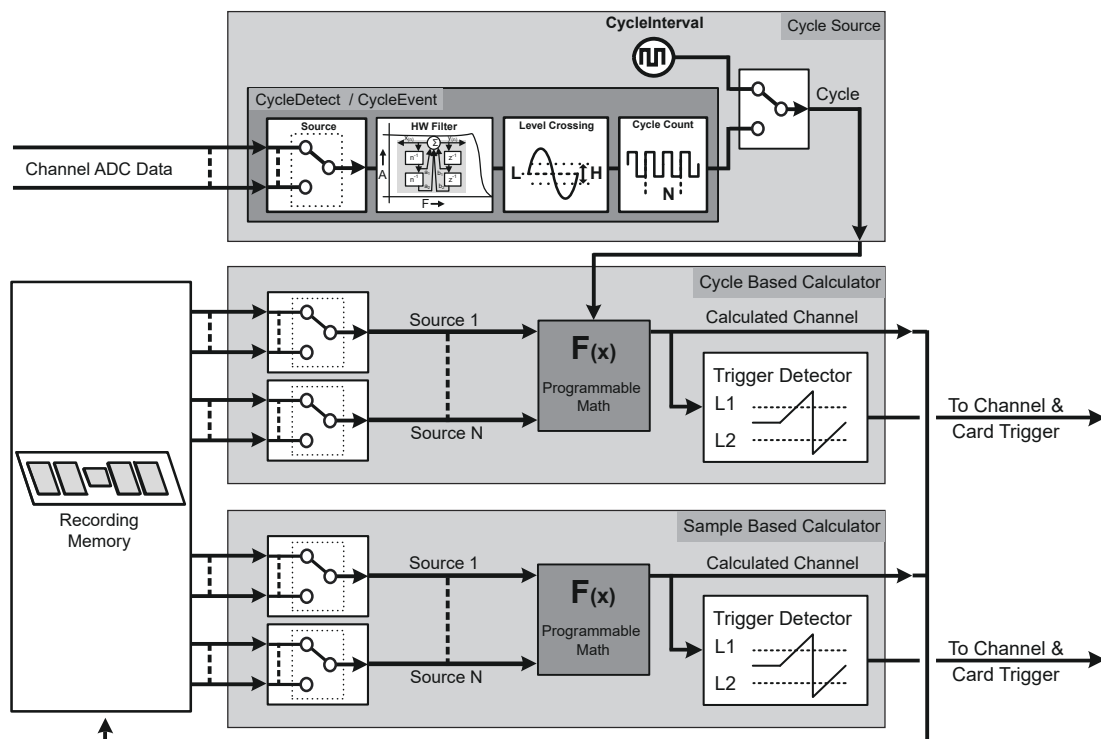 CycleInterval
Cycle Source
CycleDetect / CycleEvent
Cycle
Source
HW Filter
Level Crossing
Cycle Count
Channel ADC Data
A
F
Σ
z⁻¹
z⁻¹
L
H
N
Cycle Based Calculator
Source 1
Calculated Channel
F(x)
Programmable
Math
Trigger Detector
L1
L2
Source N
To Channel &
Card Trigger
Recording
Memory
Sample Based Calculator
Source 1
Calculated Channel
F(x)
Programmable
Math
Trigger Detector
L1
L2
Source N
To Channel &
Card Trigger